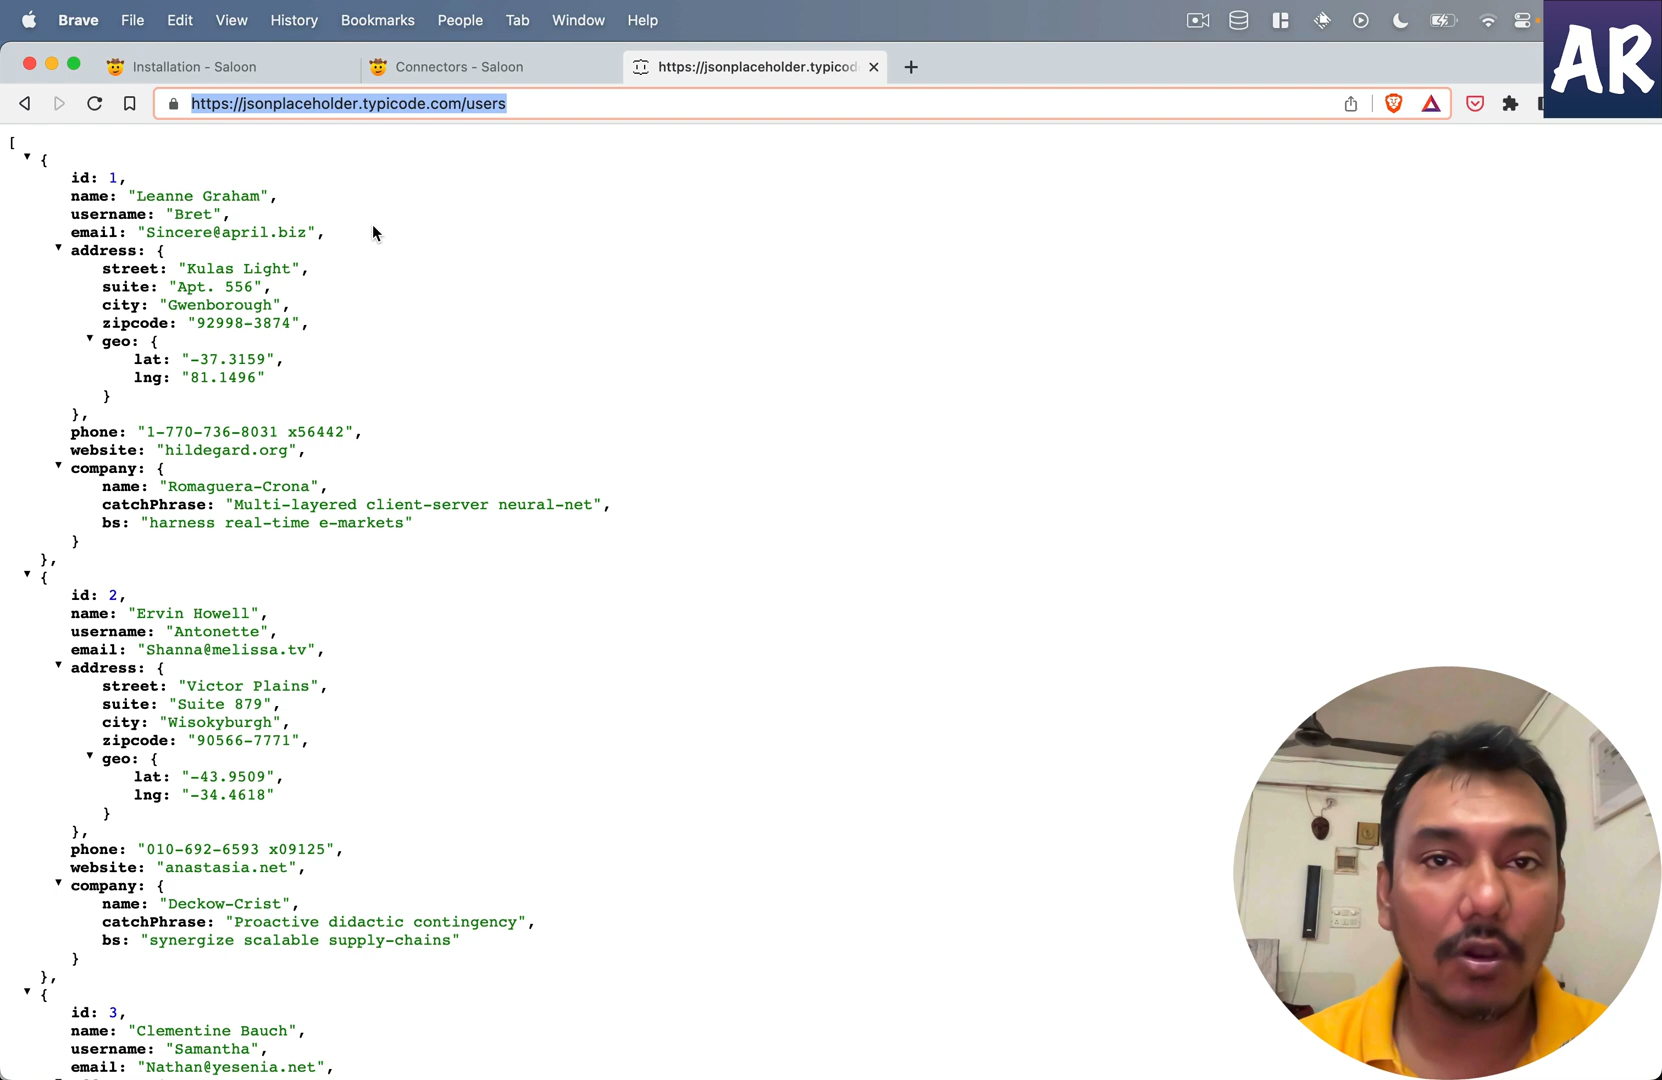 Brave File Edit View History Bookmarks People Tab Window Help
AR
Installation - Saloon Connectors - Saloon https://jsonplaceholder.typicod
https://jsonplaceholder.typicode.com/users
[
{
id: 1,
name: "Leanne Graham",
username: "Bret",
email: "Sincere@april.biz",
address: {
street: "Kulas Light",
suite: "Apt. 556",
city: "Gwenborough",
zipcode: "92998-3874",
geo: {
lat: "-37.3159",
lng: "81.1496"
}
},
phone: "1-770-736-8031 x56442",
website: "hildegard.org",
company: {
name: "Romaguera-Crona",
catchPhrase: "Multi-layered client-server neural-net",
bs: "harness real-time e-markets"
}
},
{
id: 2,
name: "Ervin Howell",
username: "Antonette",
email: "Shanna@melissa.tv",
address: {
street: "Victor Plains",
suite: "Suite 879",
city: "Wisokyburgh",
zipcode: "90566-7771",
geo: {
lat: "-43.9509",
lng: "-34.4618"
}
},
phone: "010-692-6593 x09125",
website: "anastasia.net",
company: {
name: "Deckow-Crist",
catchPhrase: "Proactive didactic contingency",
bs: "synergize scalable supply-chains"
}
},
{
id: 3,
name: "Clementine Bauch",
username: "Samantha",
email: "Nathan@yesenia.net",